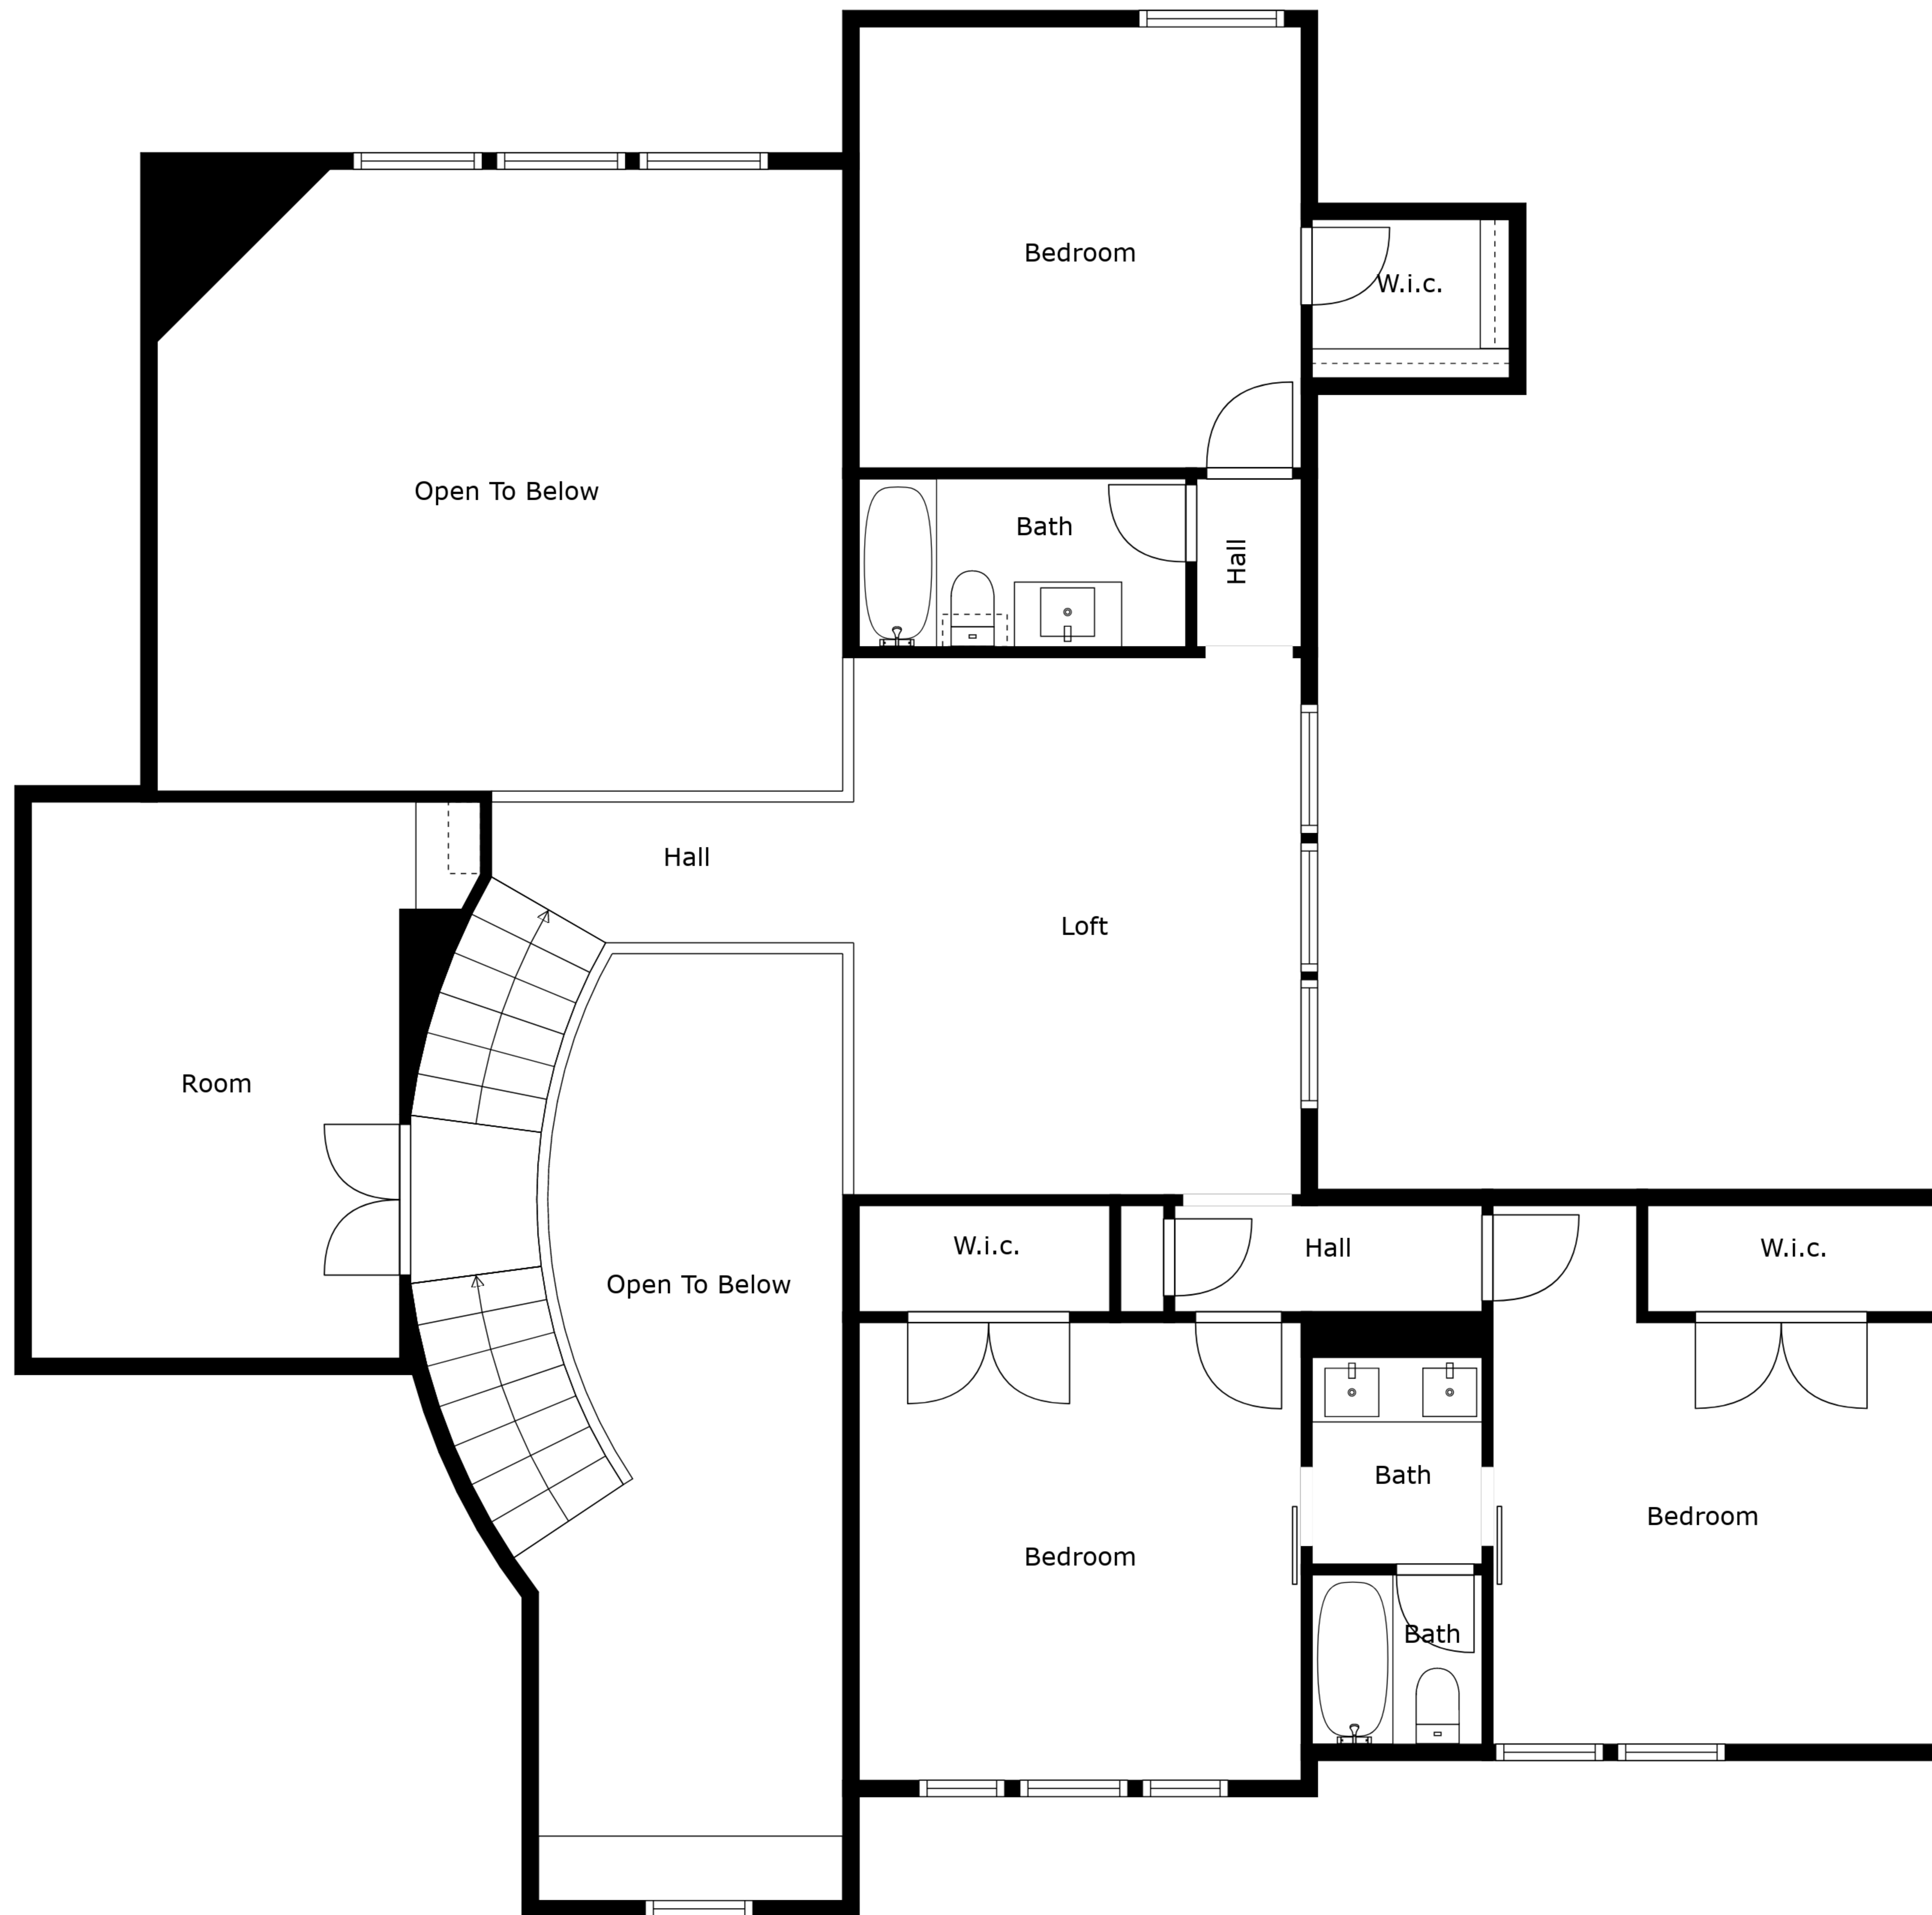 Bedroom
W.i.c.
Open To Below
Bath
Hall
Hall
Loft
Room
W.i.c.
Hall
W.i.c.
Open To Below
Bath
Bedroom
Bedroom
Bath